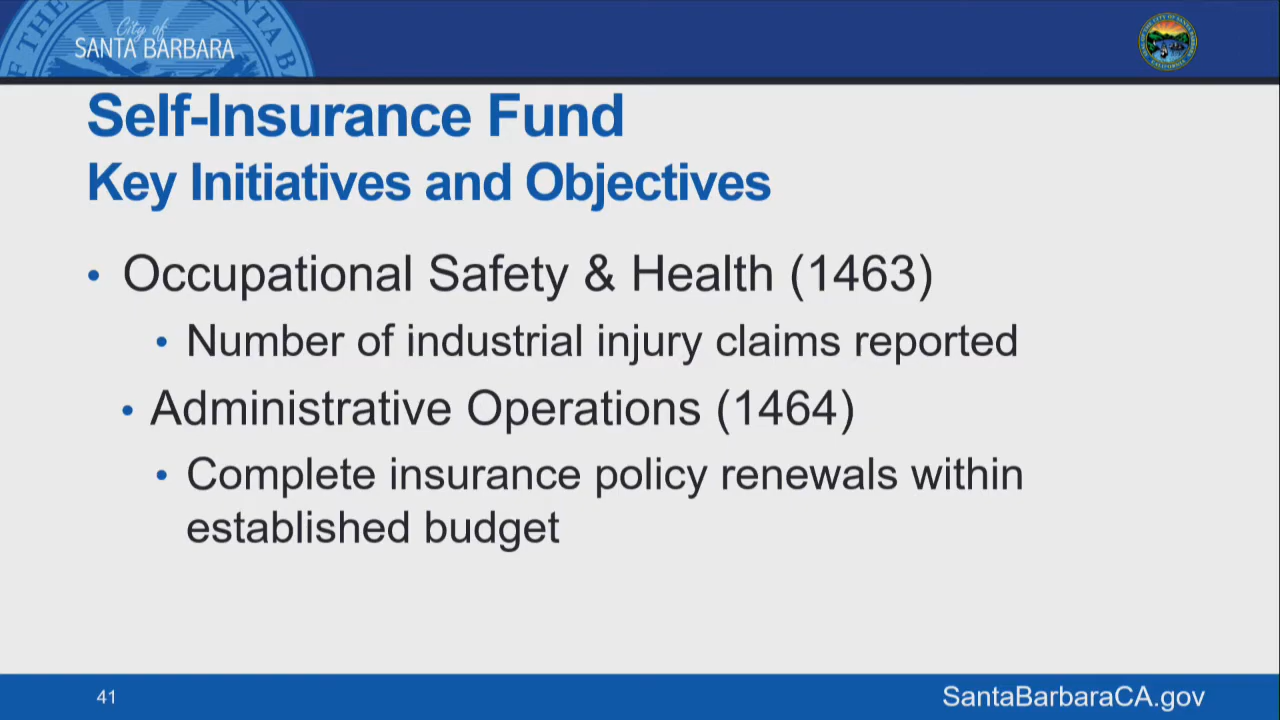 City of
SANTA BARBARA
Self-Insurance Fund
Key Initiatives and Objectives
• Occupational Safety & Health (1463)
• Number of industrial injury claims reported
• Administrative Operations (1464)
• Complete insurance policy renewals within
established budget
41
SantaBarbaraCA.gov